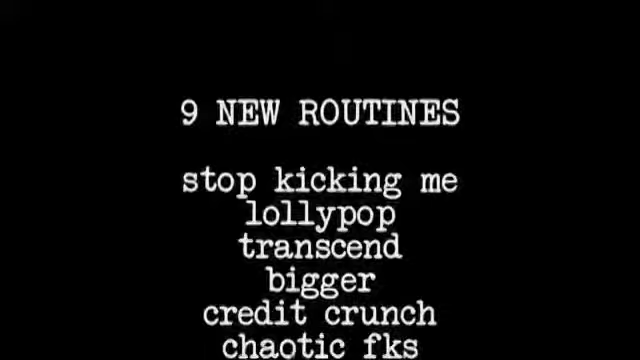 9 NEW ROUTINES
stop kicking me
lollypop
transcend
bigger
credit crunch
chaotic fks